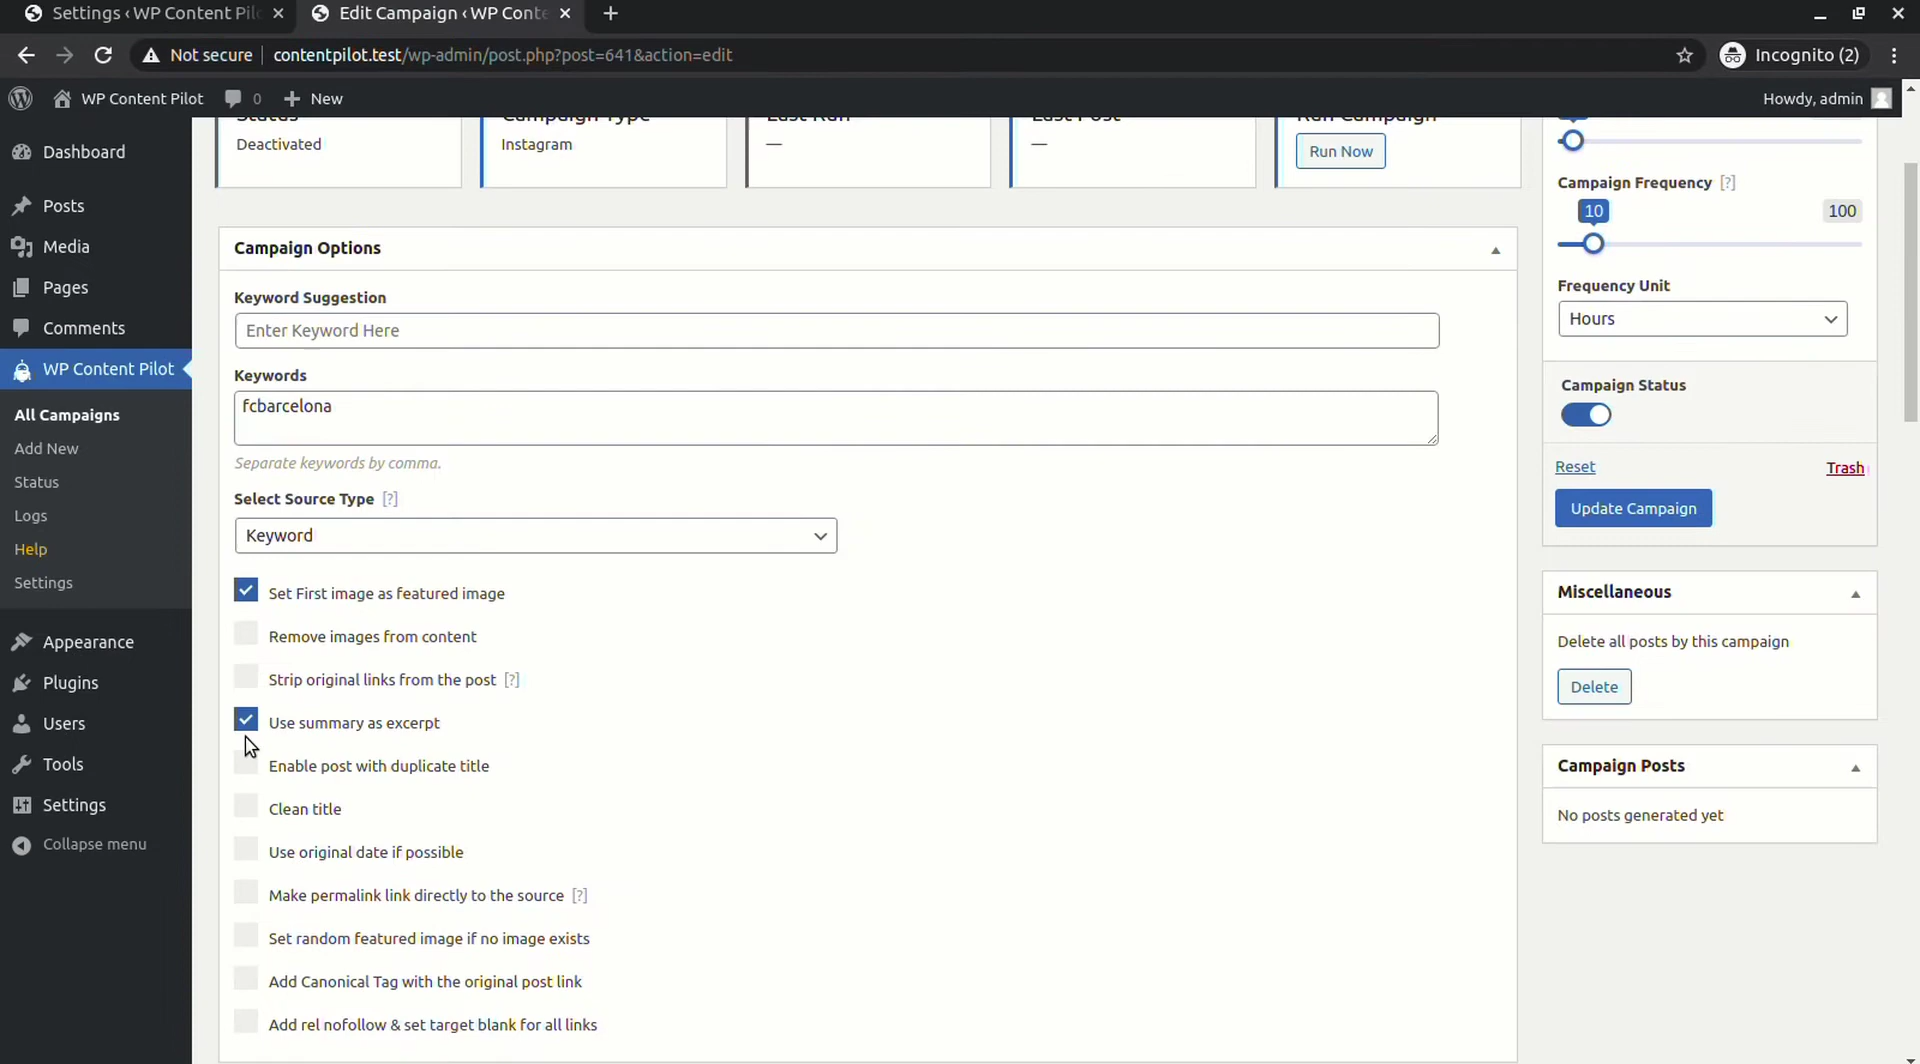 Settings ‹ WP Content Pil
Edit Campaign ‹ WP Conte
Not secure
contentpilot.test/wp-admin/post.php?post=641&action=edit
Incognito (2)
WP Content Pilot
0
New
Howdy, admin
Dashboard
Posts
Media
Pages
Comments
WP Content Pilot
All Campaigns
Add New
Status
Logs
Help
Settings
Appearance
Plugins
Users
Tools
Settings
Collapse menu
Status
Deactivated
Campaign Type
Instagram
Last Run
—
Last Post
—
Run Campaign
Run Now
Campaign Options
Keyword Suggestion
Enter Keyword Here
Keywords
fcbarcelona
Separate keywords by comma.
Select Source Type [?]
Keyword
Set First image as featured image
Remove images from content
Strip original links from the post [?]
Use summary as excerpt
Enable post with duplicate title
Clean title
Use original date if possible
Make permalink link directly to the source [?]
Set random featured image if no image exists
Add Canonical Tag with the original post link
Add rel nofollow & set target blank for all links
Campaign Frequency [?]
10
100
Frequency Unit
Hours
Campaign Status
Reset
Trash
Update Campaign
Miscellaneous
Delete all posts by this campaign
Delete
Campaign Posts
No posts generated yet